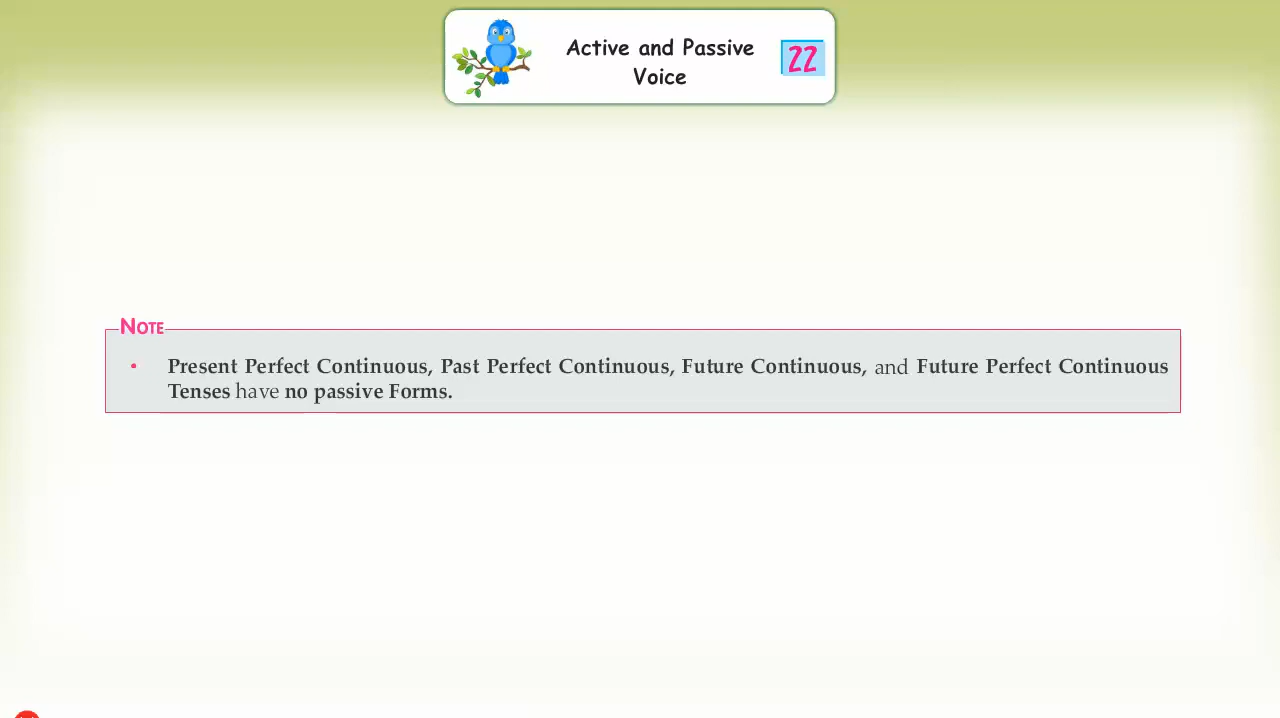 Active and Passive
Voice
22
NOTE
• Present Perfect Continuous, Past Perfect Continuous, Future Continuous, and Future Perfect Continuous
Tenses have no passive Forms.